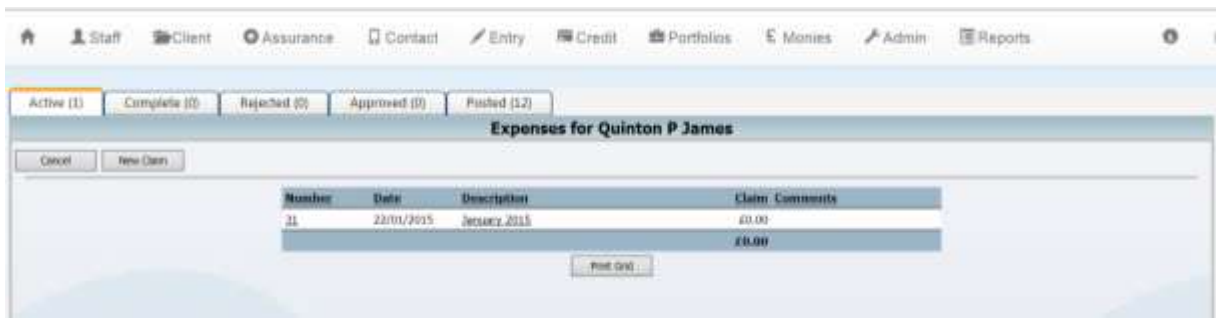 Staff Client Assurance Contact Entry Credit Portfolios £ Monies Admin Reports
Active (1) Complete (0) Rejected (0) Approved (0) Posted (12)
Expenses for Quinton P James
Cancel New Claim
Number Date Description Claim Comments
31 22/01/2015 January 2015 £0.00
£0.00
Print Grid